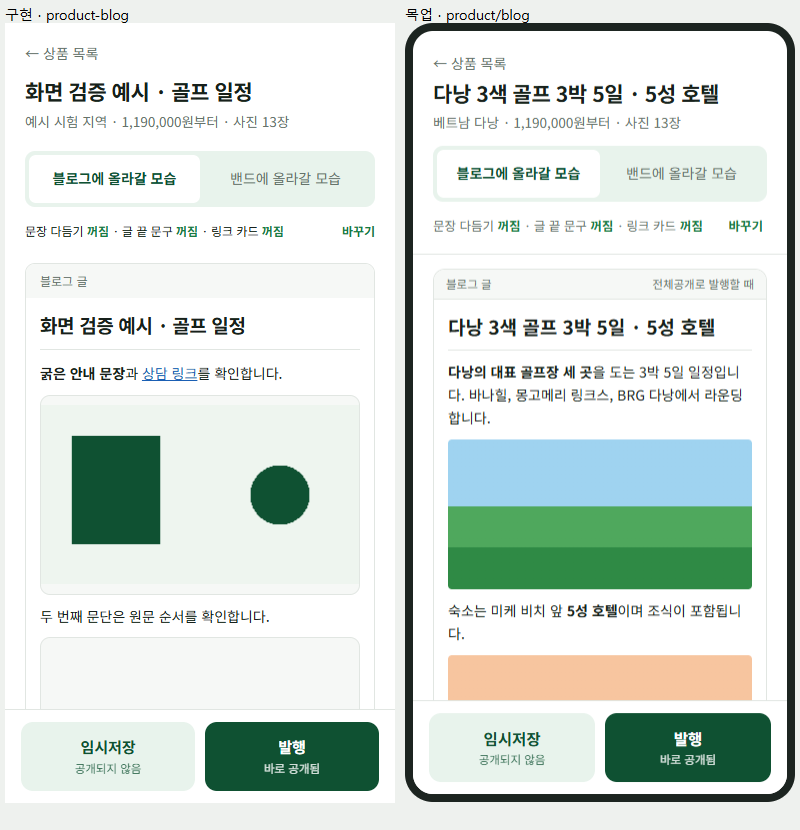 구현 · product-blog
← 상품 목록
화면 검증 예시 · 골프 일정
예시 시험 지역 · 1,190,000원부터 · 사진 13장
블로그에 올라갈 모습
밴드에 올라갈 모습
문장 다듬기 꺼짐 · 글 끝 문구 꺼짐 · 링크 카드 꺼짐
바꾸기
블로그 글
화면 검증 예시 · 골프 일정
굵은 안내 문장과 상담 링크를 확인합니다.
두 번째 문단은 원문 순서를 확인합니다.
임시저장
공개되지 않음
발행
바로 공개됨
목업 · product/blog
← 상품 목록
다낭 3색 골프 3박 5일 · 5성 호텔
베트남 다낭 · 1,190,000원부터 · 사진 13장
블로그에 올라갈 모습
밴드에 올라갈 모습
문장 다듬기 꺼짐 · 글 끝 문구 꺼짐 · 링크 카드 꺼짐
바꾸기
블로그 글
전체공개로 발행할 때
다낭 3색 골프 3박 5일 · 5성 호텔
다낭의 대표 골프장 세 곳을 도는 3박 5일 일정입니
다. 바나힐, 몽고메리 링크스, BRG 다낭에서 라운딩
합니다.
숙소는 미케 비치 앞 5성 호텔이며 조식이 포함됩니
다.
임시저장
공개되지 않음
발행
바로 공개됨